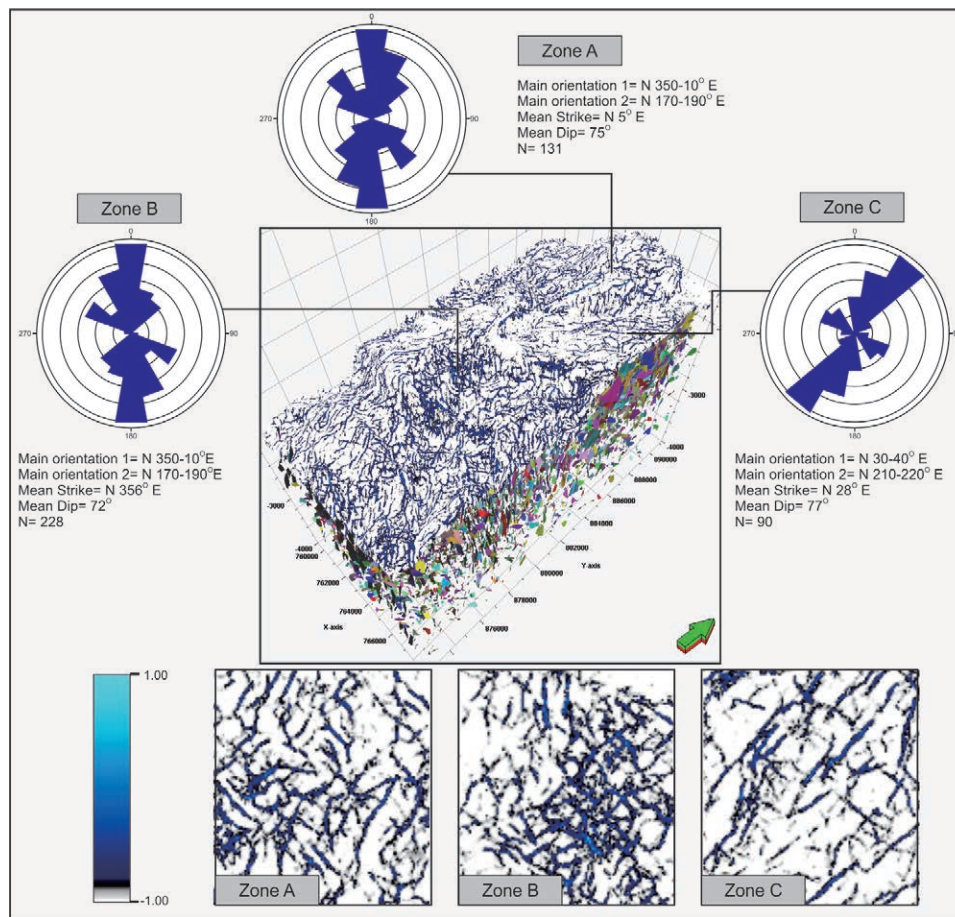 Zone A
Main orientation 1= N 350-10° E
Main orientation 2= N 170-190° E
Mean Strike= N 5° E
Mean Dip= 75°
N= 131
0
270
90
180
Zone B
0
270
90
180
Main orientation 1= N 350-10°E
Main orientation 2= N 170-190°E
Mean Strike= N 356° E
Mean Dip= 72°
N= 228
Zone C
0
270
90
180
Main orientation 1= N 30-40° E
Main orientation 2= N 210-220° E
Mean Strike= N 28° E
Mean Dip= 77°
N= 90
-3000
-4000
760000
762000
764000
766000
X-axis
-3000
-4000
890000
888000
886000
884000
882000
880000
878000
876000
Y-axis
1.00
-1.00
Zone A
Zone B
Zone C